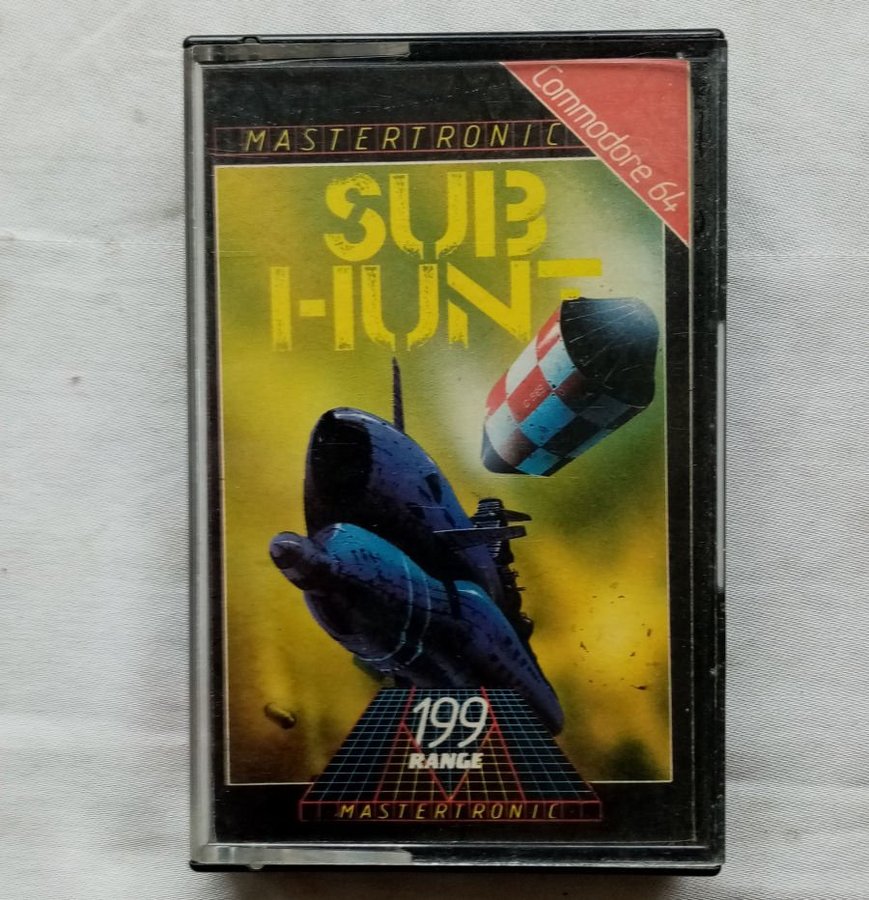 Commodore 64
MASTERTRONIC
SUB
HUNT
199
RANGE
MASTERTRONIC